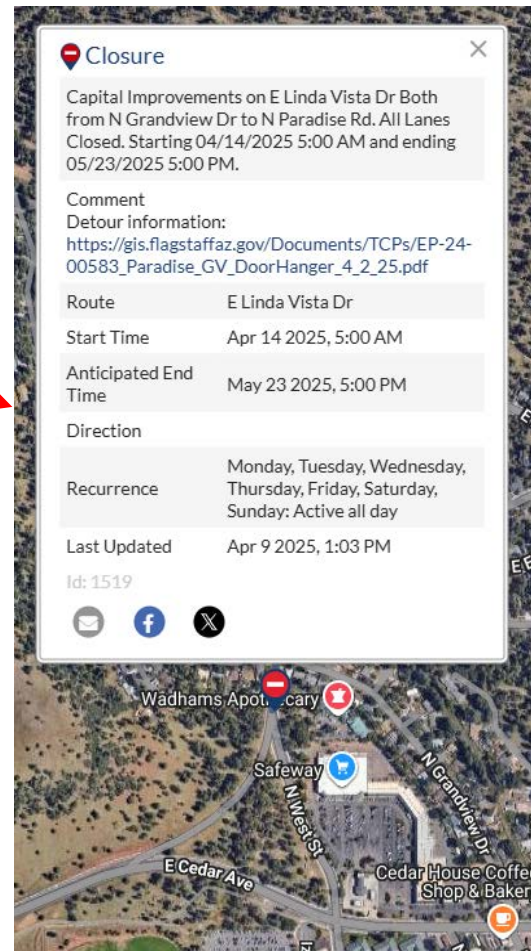 Closure
Capital Improvements on E Linda Vista Dr Both
from N Grandview Dr to N Paradise Rd. All Lanes
Closed. Starting 04/14/2025 5:00 AM and ending
05/23/2025 5:00 PM.
Comment
Detour information:
https://gis.flagstaffaz.gov/Documents/TCPs/EP-24-
00583_Paradise_GV_DoorHanger_4_2_25.pdf
Route E Linda Vista Dr
Start Time Apr 14 2025, 5:00 AM
Anticipated End
Time
May 23 2025, 5:00 PM
Direction
Recurrence
Monday, Tuesday, Wednesday,
Thursday, Friday, Saturday,
Sunday: Active all day
Last Updated Apr 9 2025, 1:03 PM
Id: 1519
Safeway
N West St
N Grandview Dr
E Cedar Ave
Cedar House Coffee
Shop & Baker